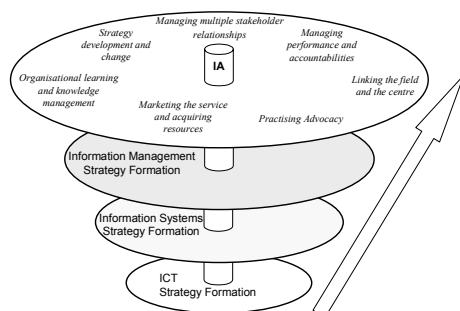 Managing multiple stakeholder
relationships
Strategy
development and
change
Managing
performance and
accountabilities
IA
Organisational learning
and knowledge
management
Linking the field
and the centre
Marketing the service
and acquiring
resources
Practising Advocacy
Information Management
Strategy Formation
Information Systems
Strategy Formation
ICT
Strategy Formation